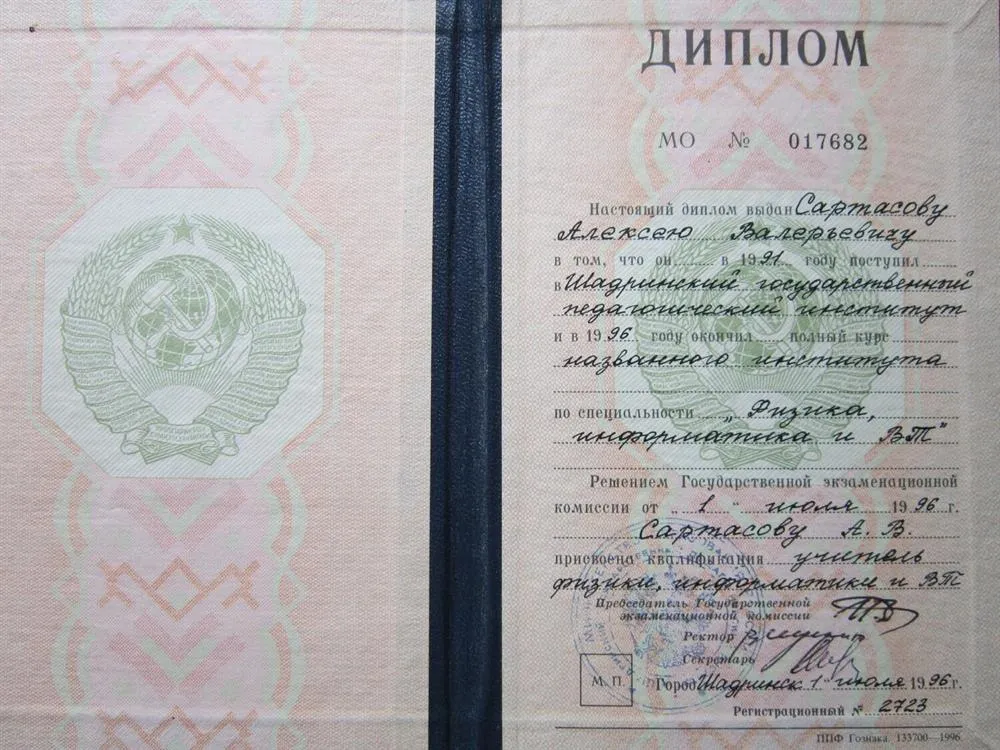 ДИПЛОМ
МО № 017682
Настоящий диплом выдан Сартасову
Алексею Валерьевичу
в том, что он в 1991 году поступил
в Шадринский государственный
педагогический институт
и в 1996 году окончил полный курс
названного института
по специальности „Физика,
информатика и ВТ"
Решением Государственной экзаменационной
комиссии от „1" июля 1996 г.
Сартасову А. В.
присвоена квалификация учитель
физики, информатики и ВТ
Председатель Государственной
экзаменационной комиссии
Ректор
Секретарь
М. П.
Город Шадринск 1" июля 1996 г.
Регистрационный № 2723
ППФ Гознака. 133700—1996.